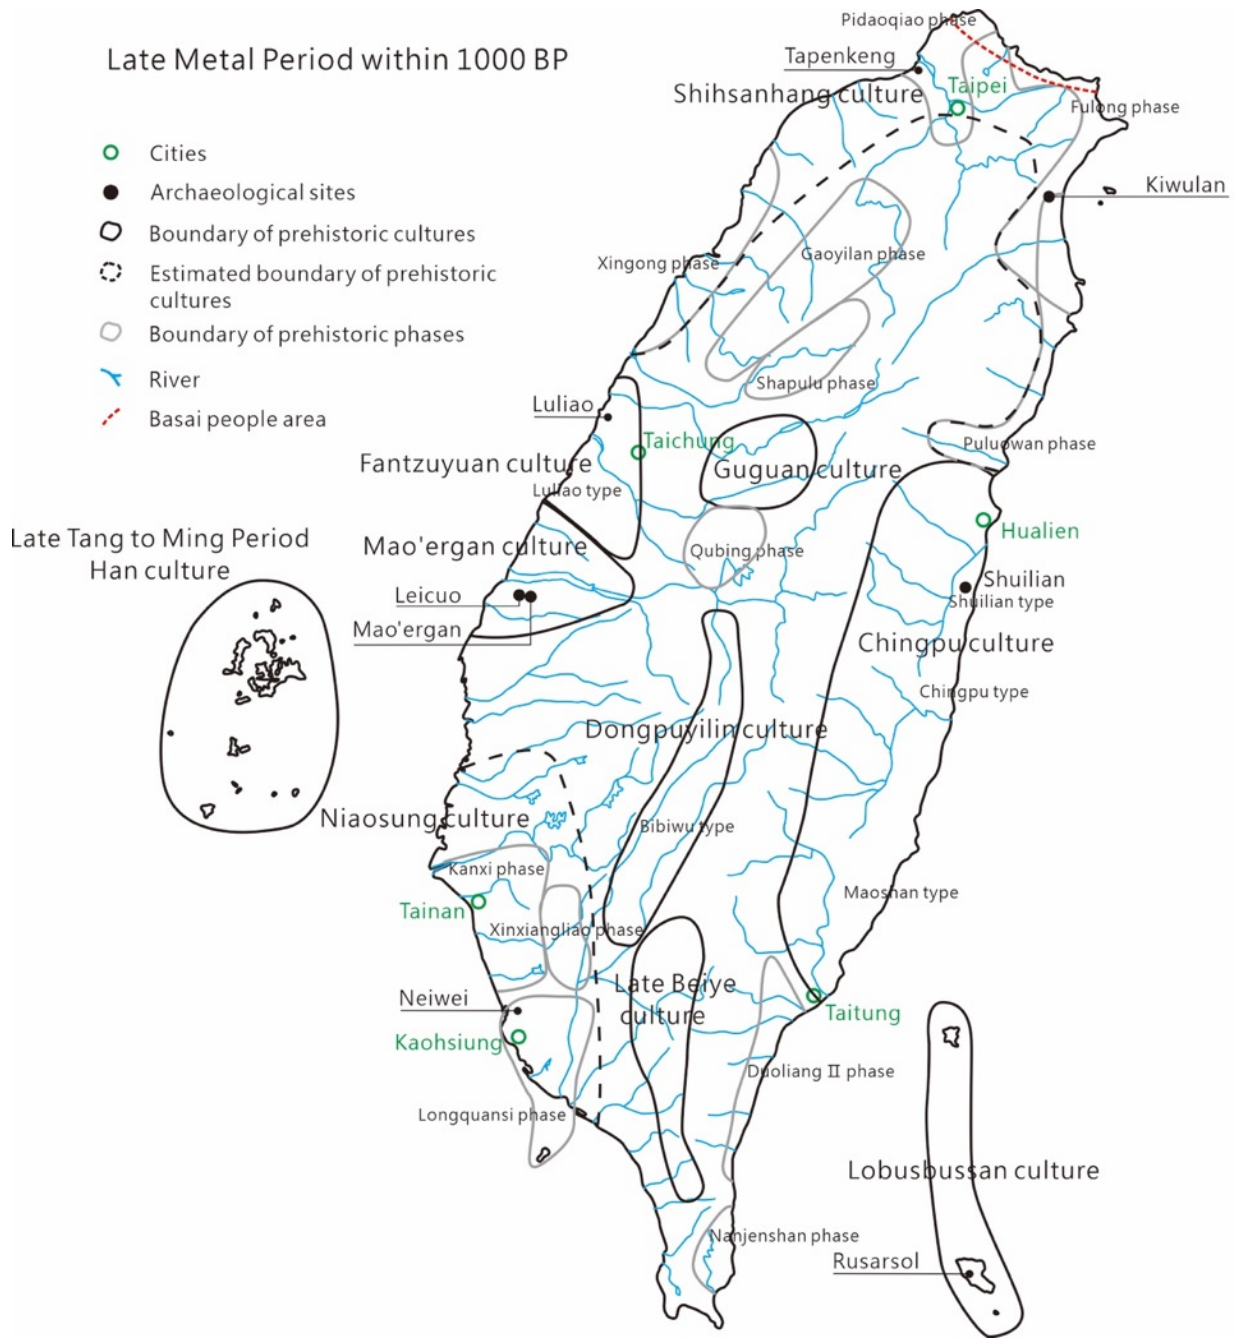 Late Metal Period within 1000 BP
Cities
Archaeological sites
Boundary of prehistoric cultures
Estimated boundary of prehistoric
cultures
Boundary of prehistoric phases
River
Basai people area
Pidaoqiao phase
Tapenkeng
Shihsanhang culture
Taipei
Fulong phase
Kiwulan
Xingong phase
Gaoyilan phase
Shapulu phase
Luliao
Taichung
Puluowan phase
Fantzuyuan culture
Guguan culture
Luliao type
Hualien
Late Tang to Ming Period
Han culture
Mao'ergan culture
Qubing phase
Leicuo
Shuilian
Shuilian type
Mao'ergan
Chingpu culture
Chingpu type
Dongpuyilin culture
Niaosung culture
Bibiwu type
Kanxi phase
Maoshan type
Tainan
Xinxiangliao phase
Late Beiye
culture
Neiwei
Taitung
Kaohsiung
Duoliang II phase
Longquansi phase
Lobusbussan culture
Nanjenshan phase
Rusarsol